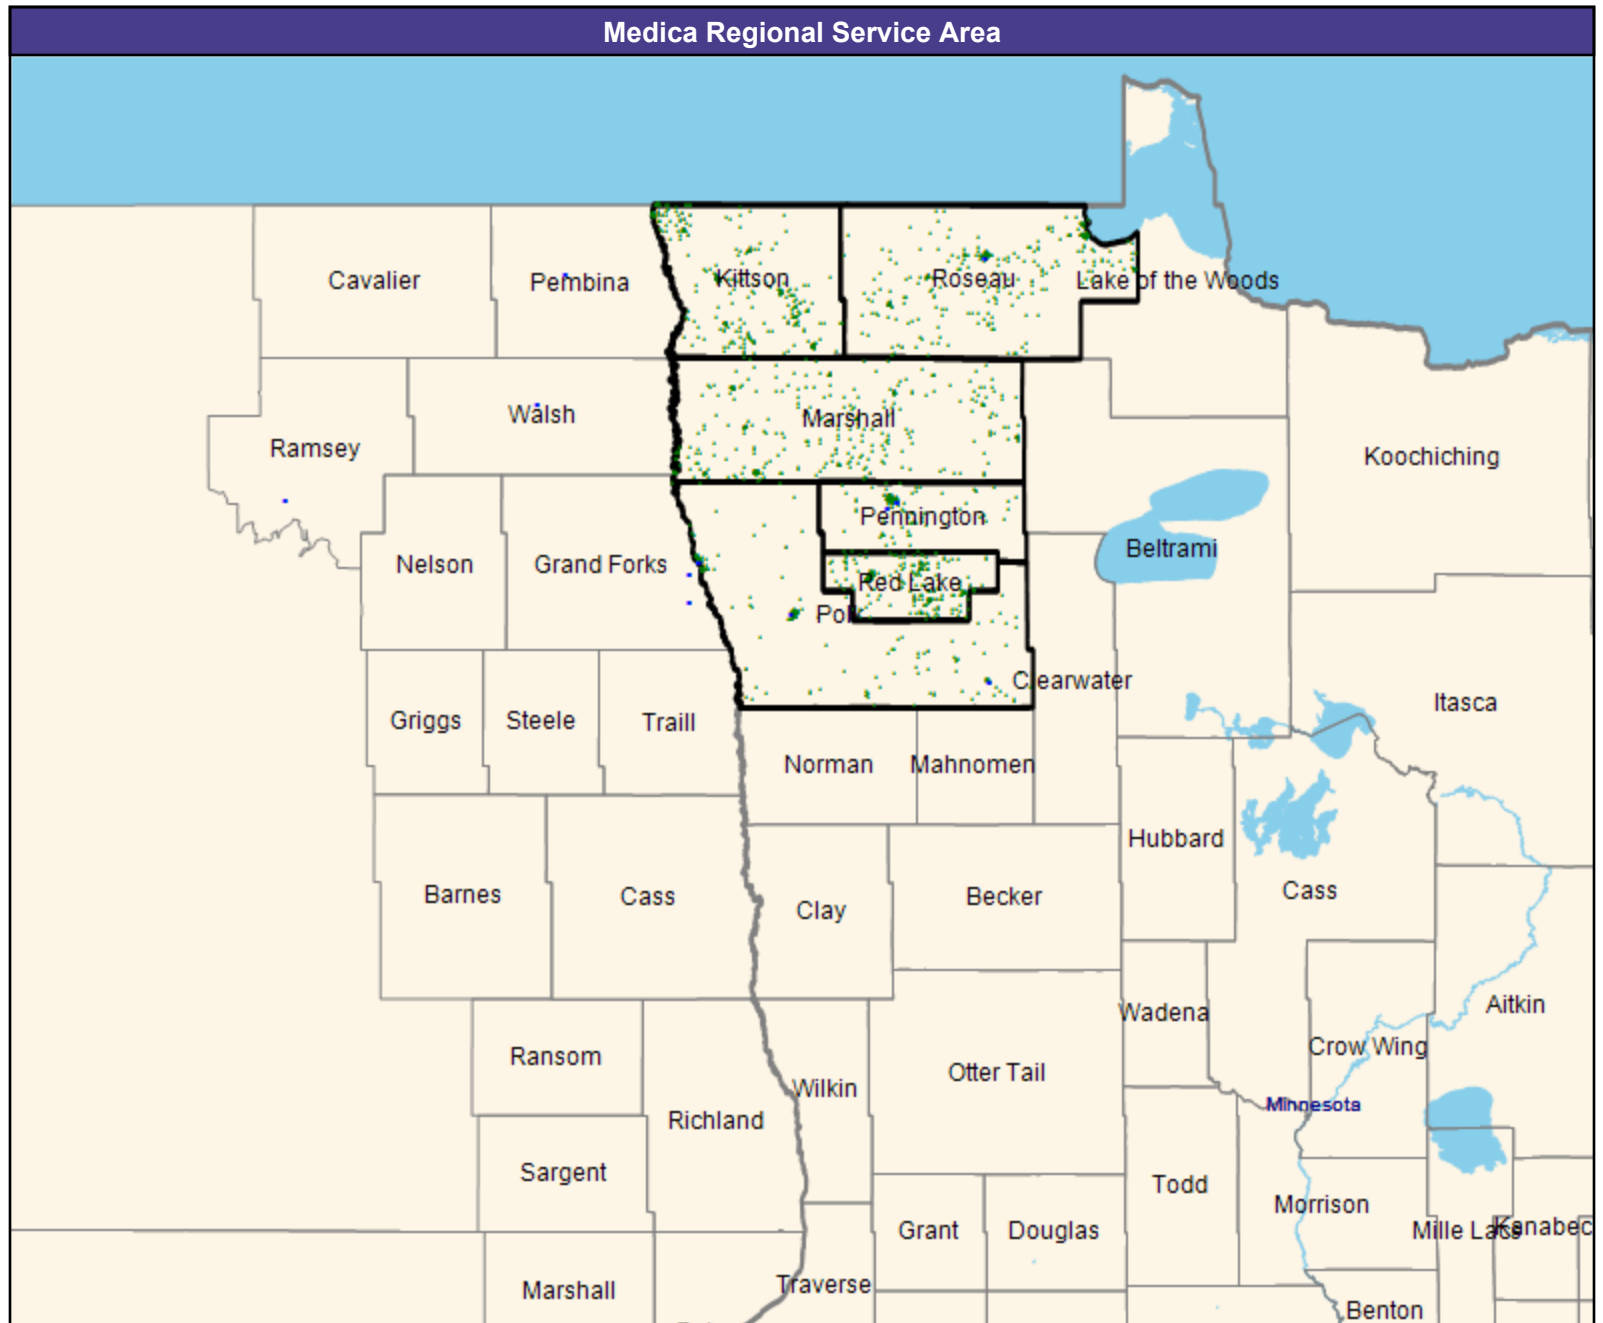 Medica Regional Service Area
Cavalier
Pembina
Kittson
Roseau
Lake of the Woods
Walsh
Marshall
Ramsey
Koochiching
Pennington
Beltrami
Nelson
Grand Forks
Red Lake
Polk
Clearwater
Itasca
Griggs
Steele
Traill
Norman
Mahnomen
Hubbard
Cass
Barnes
Cass
Clay
Becker
Aitkin
Wadena
Crow Wing
Ransom
Otter Tail
Wilkin
Minnesota
Richland
Sargent
Todd
Morrison
Grant
Douglas
Mille Lacs
Kanabec
Marshall
Traverse
Benton